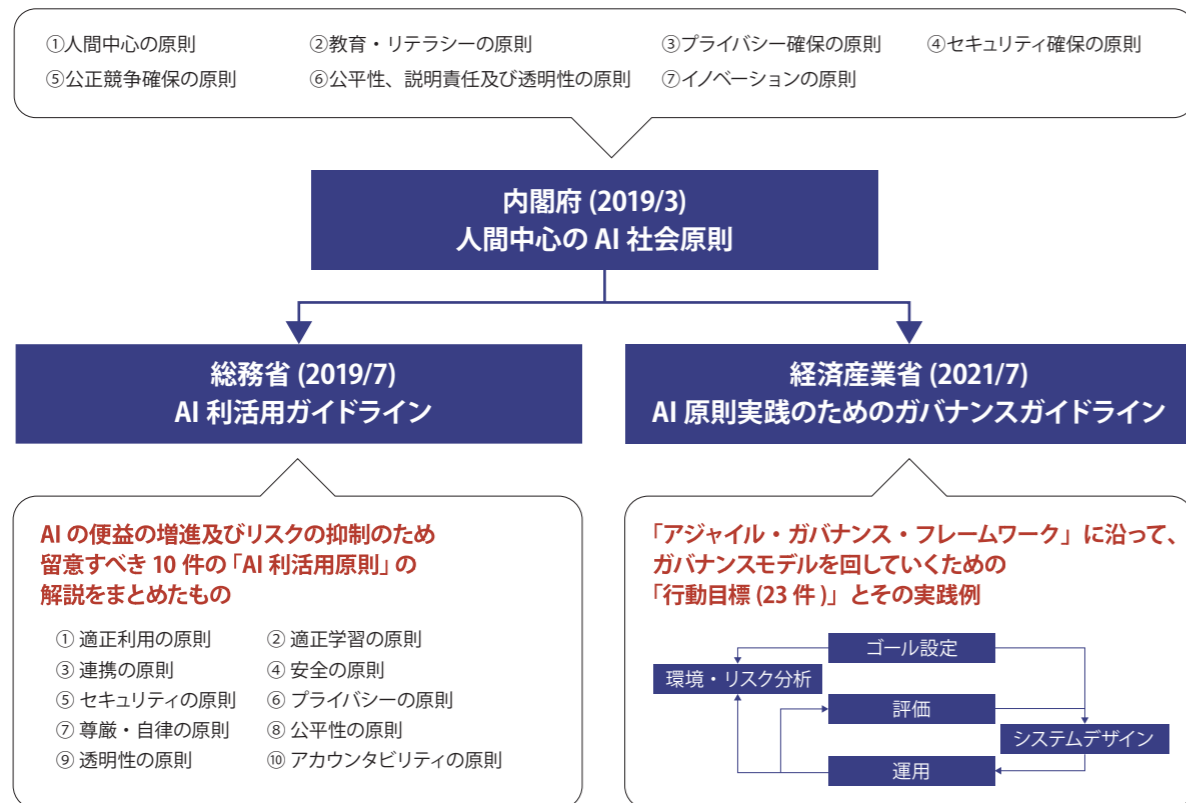 ①人間中心の原則 ②教育・リテラシーの原則 ③プライバシー確保の原則 ④セキュリティ確保の原則
⑤公正競争確保の原則 ⑥公平性、説明責任及び透明性の原則 ⑦イノベーションの原則
内閣府 (2019/3)
人間中心の AI 社会原則
総務省 (2019/7)
AI 利活用ガイドライン
経済産業省 (2021/7)
AI 原則実践のためのガバナンスガイドライン
AI の便益の増進及びリスクの抑制のため
留意すべき 10 件の「AI 利活用原則」の
解説をまとめたもの
① 適正利用の原則 ② 適正学習の原則
③ 連携の原則 ④ 安全の原則
⑤ セキュリティの原則 ⑥ プライバシーの原則
⑦ 尊厳・自律の原則 ⑧ 公平性の原則
⑨ 透明性の原則 ⑩ アカウンタビリティの原則
「アジャイル・ガバナンス・フレームワーク」に沿って、
ガバナンスモデルを回していくための
「行動目標 (23 件 )」とその実践例
ゴール設定
環境・リスク分析
評価
システムデザイン
運用